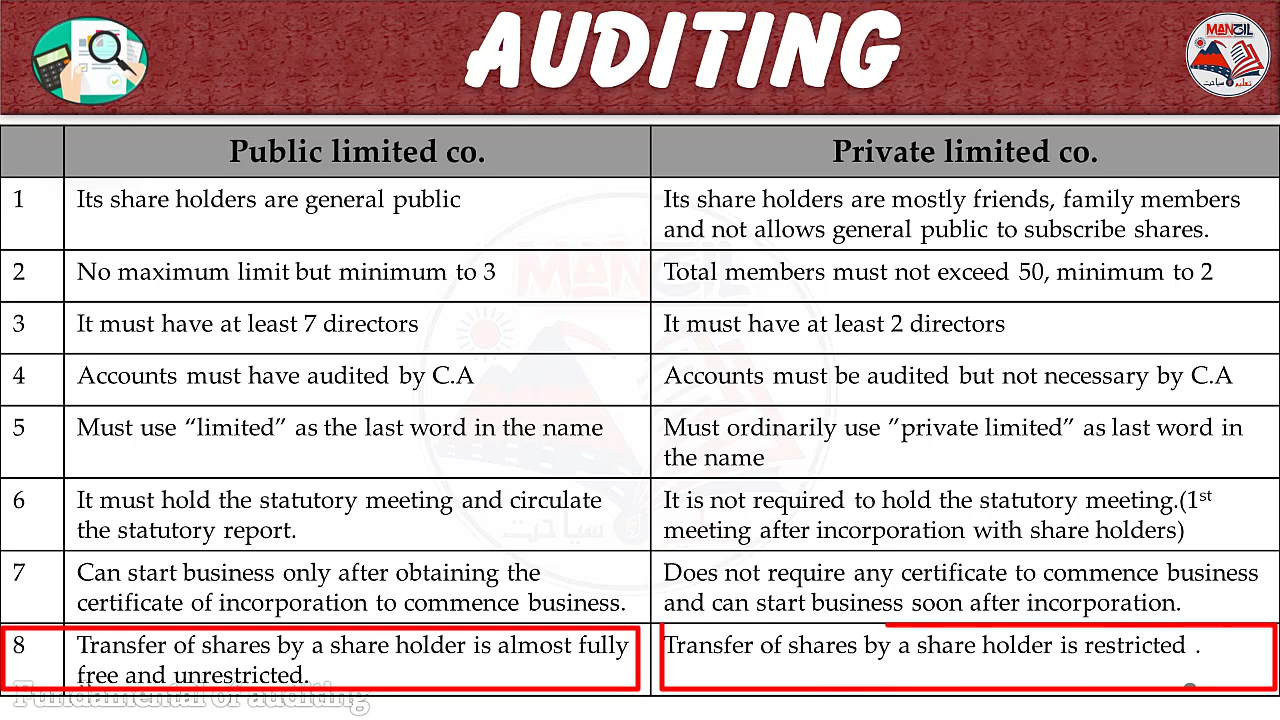 AUDITING
MANZIL
تعلیم سیاحت
Public limited co.
Private limited co.
1
Its share holders are general public
Its share holders are mostly friends, family members
and not allows general public to subscribe shares.
2
No maximum limit but minimum to 3
Total members must not exceed 50, minimum to 2
3
It must have at least 7 directors
It must have at least 2 directors
4
Accounts must have audited by C.A
Accounts must be audited but not necessary by C.A
5
Must use “limited” as the last word in the name
Must ordinarily use ”private limited” as last word in
the name
6
It must hold the statutory meeting and circulate
the statutory report.
It is not required to hold the statutory meeting.(1st
meeting after incorporation with share holders)
7
Can start business only after obtaining the
certificate of incorporation to commence business.
Does not require any certificate to commence business
and can start business soon after incorporation.
8
Transfer of shares by a share holder is almost fully
free and unrestricted.
Transfer of shares by a share holder is restricted .
MANZIL
سیاحت
Fundamental of auditing